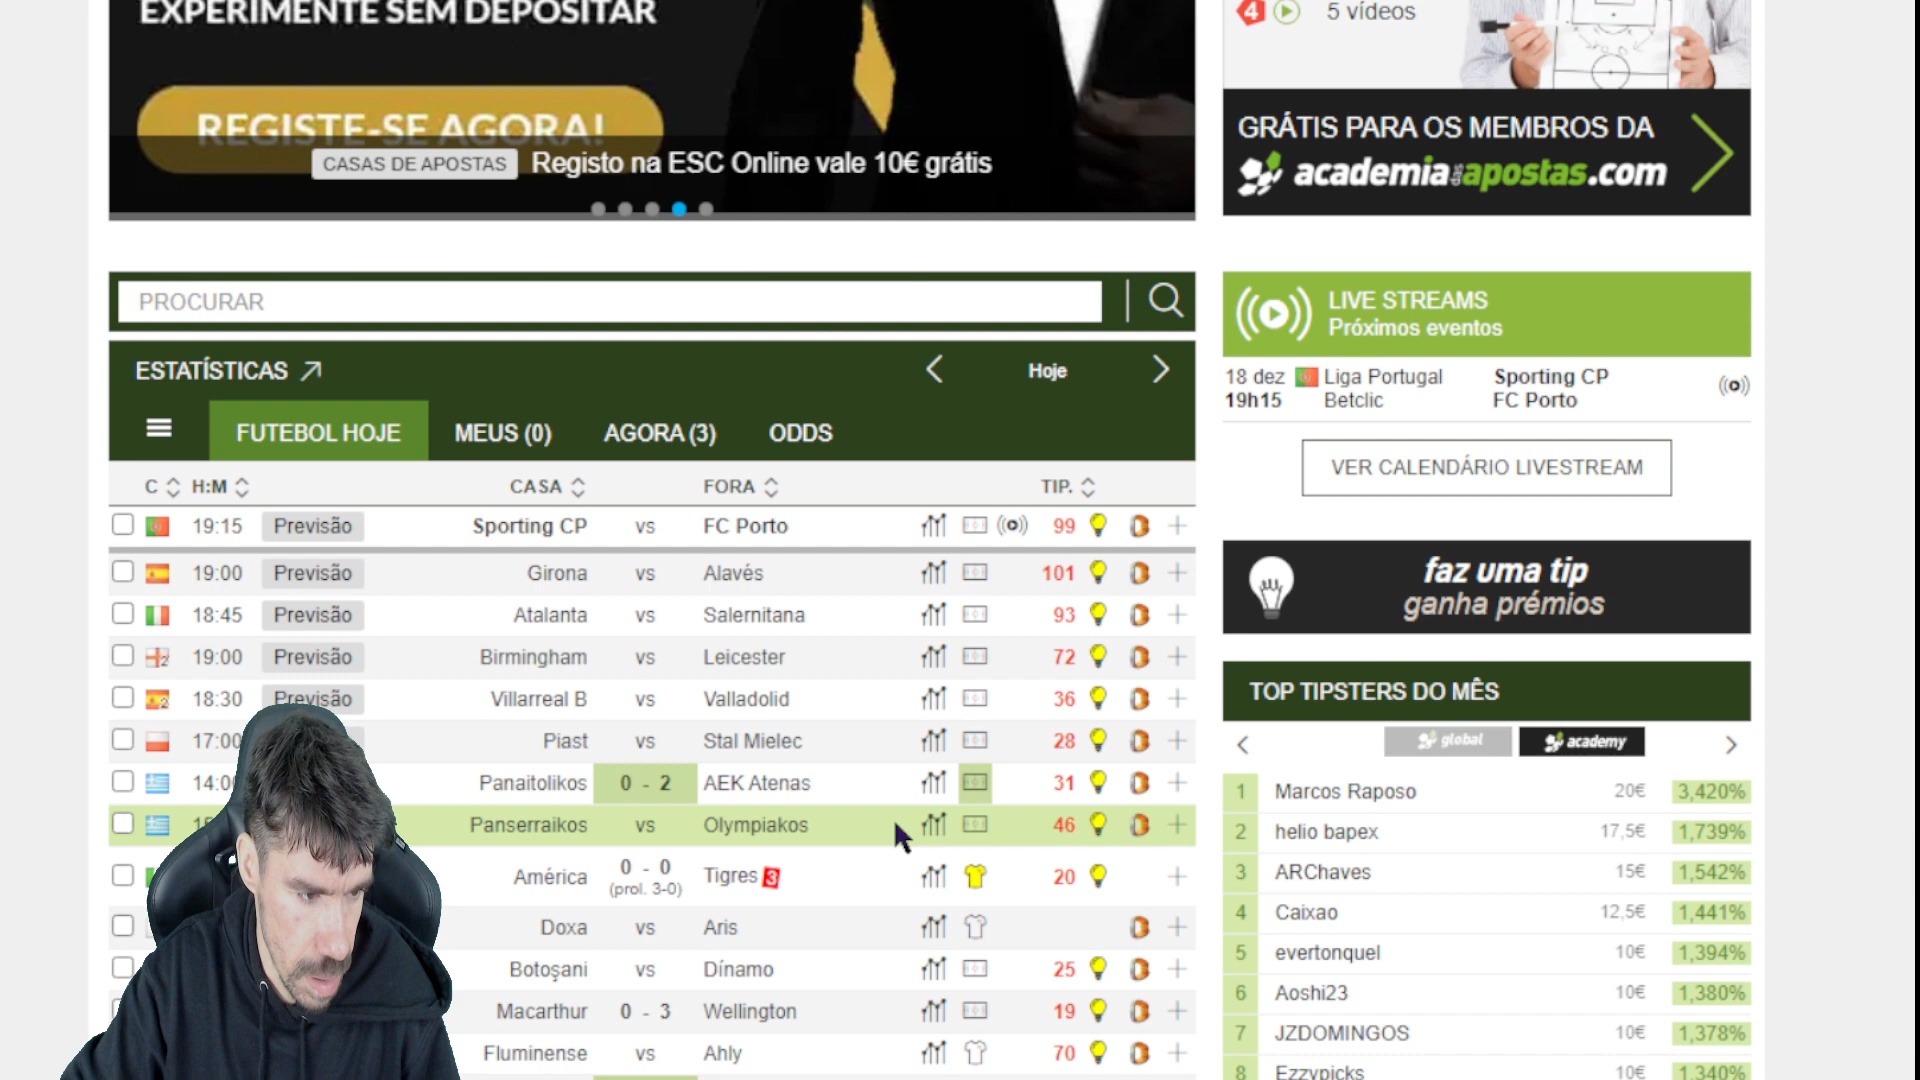 EXPERIMENTE SEM DEPOSITAR
REGISTE-SE AGORA!
CASAS DE APOSTAS Registo na ESC Online vale 10€ grátis
4 5 vídeos
GRÁTIS PARA OS MEMBROS DA
academiadasapostas.com
PROCURAR
ESTATÍSTICAS
Hoje
FUTEBOL HOJE MEUS (0) AGORA (3) ODDS
C H:M CASA FORA TIP.
19:15 Previsão Sporting CP vs FC Porto 99
19:00 Previsão Girona vs Alavés 101
18:45 Previsão Atalanta vs Salernitana 93
2 19:00 Previsão Birmingham vs Leicester 72
2 18:30 Previsão Villarreal B vs Valladolid 36
17:00 Piast vs Stal Mielec 28
Panaitolikos 0 - 2 AEK Atenas 31
Panserraikos vs Olympiakos 46
América 0 - 0 Tigres 3 20
(prol. 3-0)
Doxa vs Aris
Botoşani vs Dínamo 25
Macarthur 0 - 3 Wellington 19
Fluminense vs Ahly 70
LIVE STREAMS
Próximos eventos
18 dez Liga Portugal Sporting CP
19h15 Betclic FC Porto
VER CALENDÁRIO LIVESTREAM
faz uma tip
ganha prémios
TOP TIPSTERS DO MÊS
global academy
1 Marcos Raposo 20€ 3,420%
2 helio bapex 17,5€ 1,739%
3 ARChaves 15€ 1,542%
4 Caixao 12,5€ 1,441%
5 evertonquel 10€ 1,394%
6 Aoshi23 10€ 1,380%
7 JZDOMINGOS 10€ 1,378%
8 Ezzypicks 10€ 1,340%